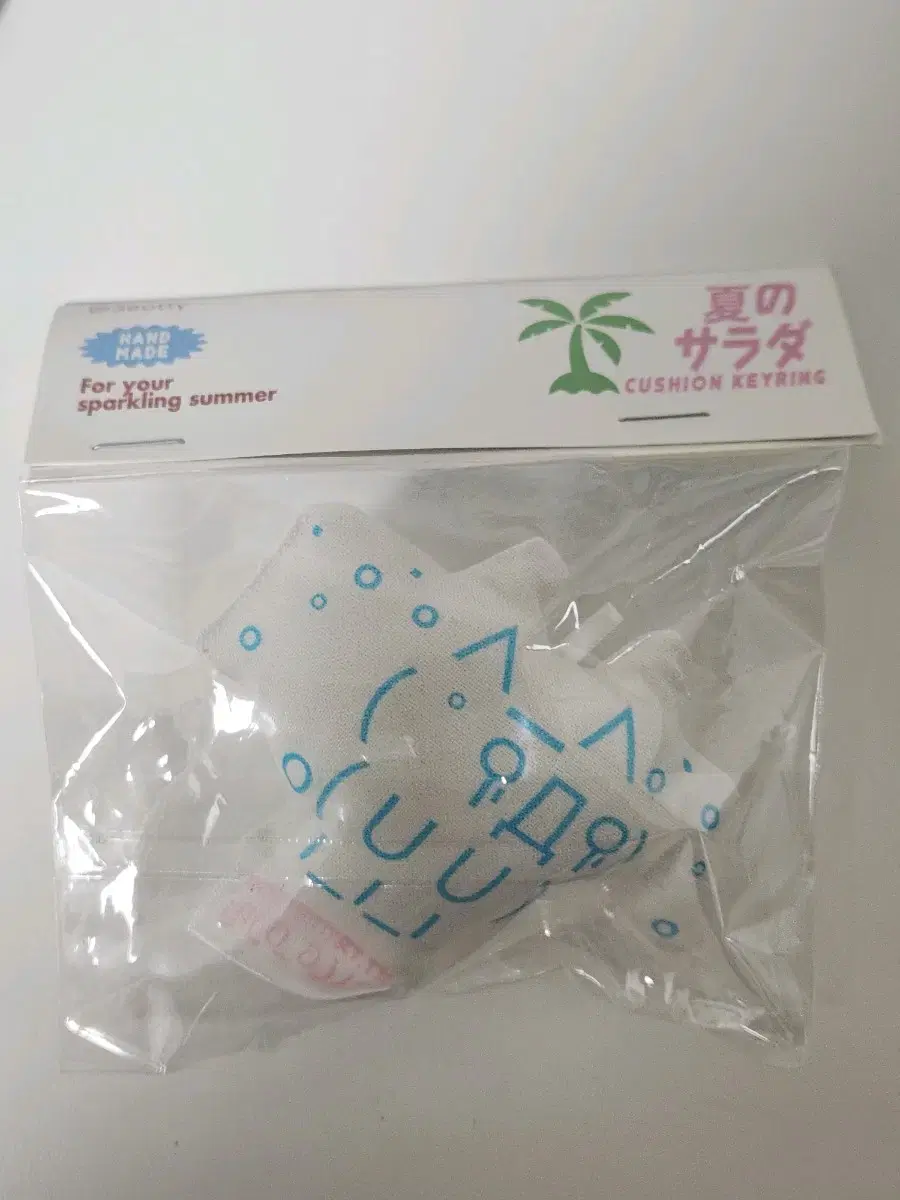 HAND
MADE
For your
sparkling summer
夏の
サラダ
CUSHION KEYRING